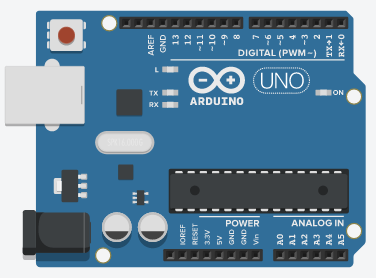 AREF
GND
13
12
~11
~10
~9
8
7
~6
~5
4
~3
2
TX→1
RX←0
DIGITAL (PWM~)
L
TX
RX
UNO
ON
ARDUINO
POWER
ANALOG IN
IOREF
RESET
3.3V
5V
GND
GND
Vin
A0
A1
A2
A3
A4
A5